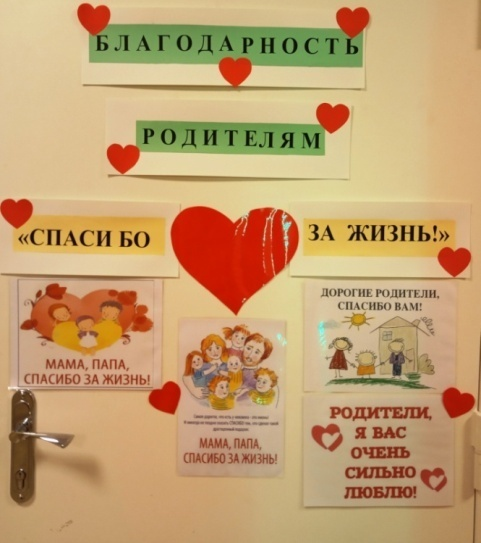 БЛАГОДАРНОСТЬ
РОДИТЕЛЯМ
«СПАСИ БО
ЗА ЖИЗНЬ!»
МАМА, ПАПА,
СПАСИБО ЗА ЖИЗНЬ!
МАМА, ПАПА,
СПАСИБО ЗА ЖИЗНЬ!
ДОРОГИЕ РОДИТЕЛИ,
СПАСИБО ВАМ!
РОДИТЕЛИ,
Я ВАС
ОЧЕНЬ
СИЛЬНО
ЛЮБЛЮ!